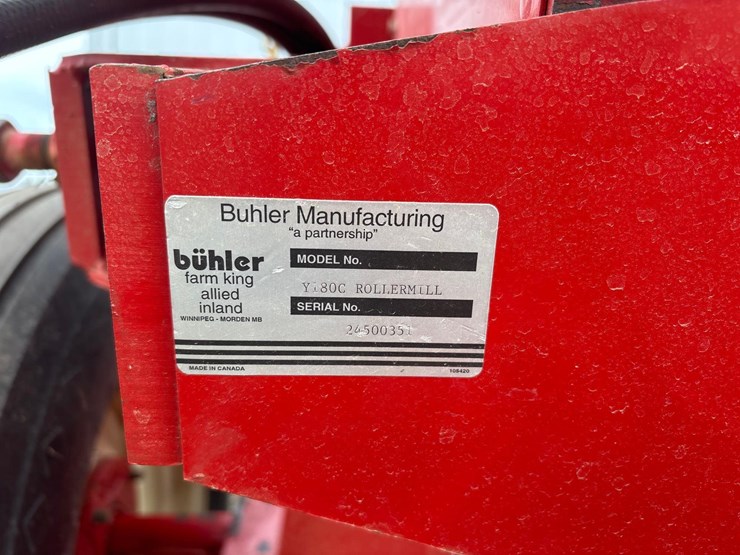 Buhler Manufacturing
"a partnership"
bühler
farm king
allied
inland
WINNIPEG - MORDEN MB
MODEL No.
ROLLERMILL
SERIAL No.
MADE IN CANADA
108420